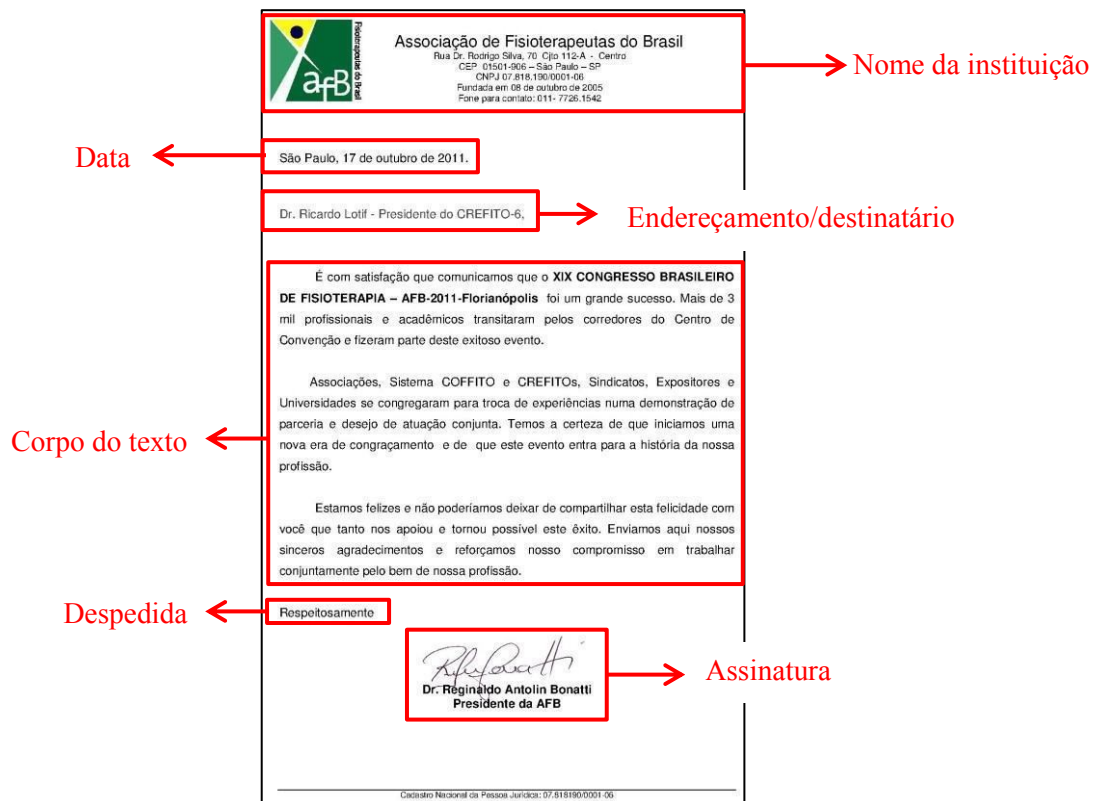 Fisioterapeutas do Brasil
afB
Associação de Fisioterapeutas do Brasil
Rua Dr. Rodrigo Silva, 70 Cjto 112-A - Centro
CEP 01501-906 – São Paulo – SP
CNPJ 07.818.190/0001-06
Fundada em 08 de outubro de 2005
Fone para contato: 011- 7726.1542
Nome da instituição
Data
São Paulo, 17 de outubro de 2011.
Dr. Ricardo Lotif - Presidente do CREFITO-6,
Endereçamento/destinatário
É com satisfação que comunicamos que o XIX CONGRESSO BRASILEIRO
DE FISIOTERAPIA – AFB-2011-Florianópolis foi um grande sucesso. Mais de 3
mil profissionais e acadêmicos transitaram pelos corredores do Centro de
Convenção e fizeram parte deste exitoso evento.
Associações, Sistema COFFITO e CREFITOs, Sindicatos, Expositores e
Universidades se congregaram para troca de experiências numa demonstração de
parceria e desejo de atuação conjunta. Temos a certeza de que iniciamos uma
nova era de congraçamento e de que este evento entra para a história da nossa
profissão.
Corpo do texto
Estamos felizes e não poderíamos deixar de compartilhar esta felicidade com
você que tanto nos apoiou e tornou possível este êxito. Enviamos aqui nossos
sinceros agradecimentos e reforçamos nosso compromisso em trabalhar
conjuntamente pelo bem de nossa profissão.
Despedida
Respeitosamente
Dr. Reginaldo Antolin Bonatti
Presidente da AFB
Assinatura
Cadastro Nacional da Pessoa Jurídica: 07.818190/0001-06